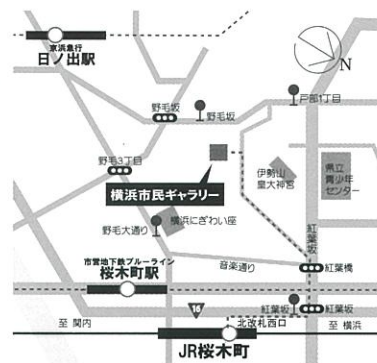 京浜急行
日ノ出駅
N
戸部1丁目
野毛坂
野毛坂
野毛3丁目
伊勢山
皇大神宮
県立
青少年
センター
横浜市民ギャラリー
横浜にぎわい座
野毛大通り
紅葉坂
音楽通り
紅葉橋
市営地下鉄ブルーライン
桜木町駅
16
紅葉坂
紅葉坂
至 関内
北改札西口
至 横浜
JR桜木町